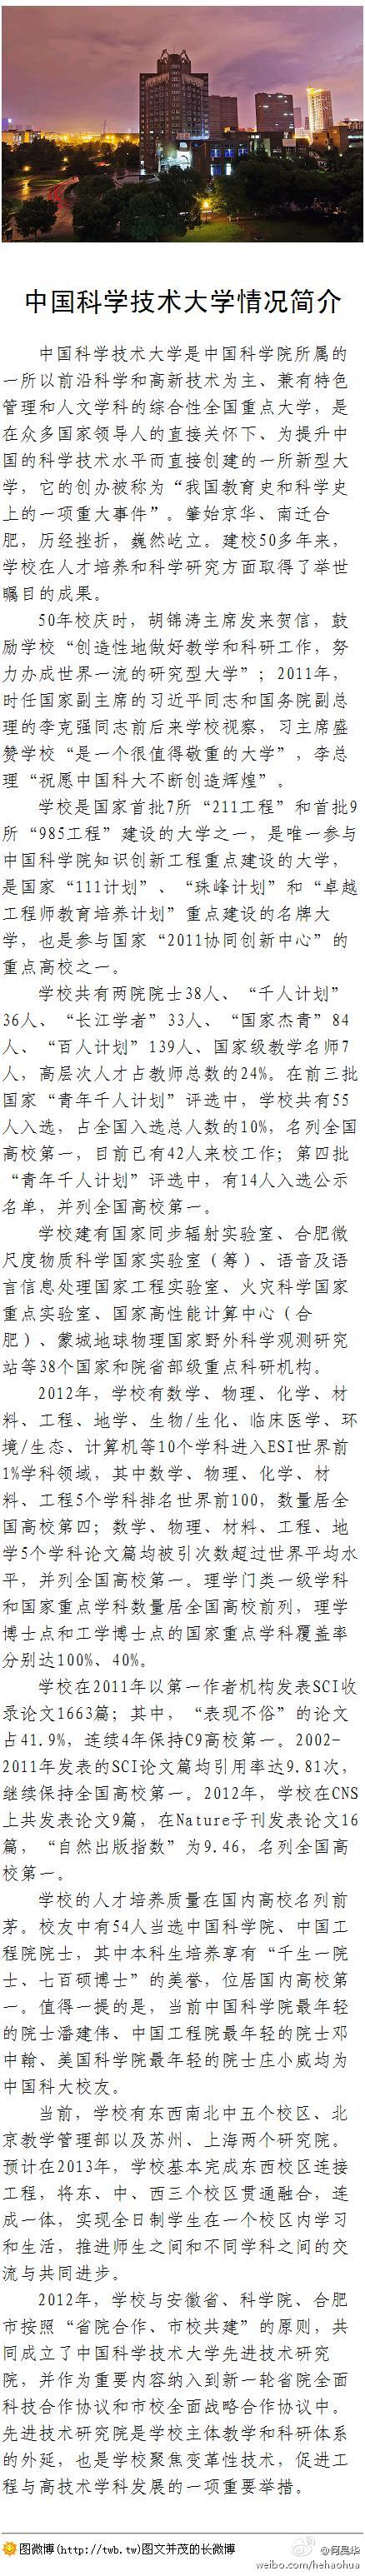 中国科学技术大学情况简介
中国科学技术大学是中国科学院所属的
一所以前沿科学和高新技术为主、兼有特色
管理和人文学科的综合性全国重点大学，是
在众多国家领导人的直接关怀下、为提升中
国的科学技术水平而直接创建的一所新型大
学，它的创办被称为“我国教育史和科学史
上的一项重大事件”。肇始京华、南迁合
肥，历经挫折，巍然屹立。建校50多年来，
学校在人才培养和科学研究方面取得了举世
瞩目的成果。
50年校庆时，胡锦涛主席发来贺信，鼓
励学校“创造性地做好教学和科研工作，努
力办成世界一流的研究型大学”；2011年，
时任国家副主席的习近平同志和国务院副总
理的李克强同志前后来学校视察，习主席盛
赞学校“是一个很值得敬重的大学”，李总
理“祝愿中国科大不断创造辉煌”。
学校是国家首批7所“211工程”和首批9
所“985工程”建设的大学之一，是唯一参与
中国科学院知识创新工程重点建设的大学，
是国家“111计划”、“珠峰计划”和“卓越
工程师教育培养计划”重点建设的名牌大
学，也是参与国家“2011协同创新中心”的
重点高校之一。
学校共有两院院士38人、“千人计划”
36人、“长江学者”33人、“国家杰青”84
人、“百人计划”139人、国家级教学名师7
人，高层次人才占教师总数的24%。在前三批
国家“青年千人计划”评选中，学校共有55
人入选，占全国入选总人数的10%，名列全国
高校第一，目前已有42人来校工作；第四批
“青年千人计划”评选中，有14人入选公示
名单，并列全国高校第一。
学校建有国家同步辐射实验室、合肥微
尺度物质科学国家实验室（筹）、语音及语
言信息处理国家工程实验室、火灾科学国家
重点实验室、国家高性能计算中心（合
肥）、蒙城地球物理国家野外科学观测研究
站等38个国家和院省部级重点科研机构。
2012年，学校有数学、物理、化学、材
料、工程、地学、生物/生化、临床医学、环
境/生态、计算机等10个学科进入ESI世界前
1%学科领域，其中数学、物理、化学、材
料、工程5个学科排名世界前100，数量居全
国高校第四；数学、物理、材料、工程、地
学5个学科论文篇均被引次数超过世界平均水
平，并列全国高校第一。理学门类一级学科
和国家重点学科数量居全国高校前列，理学
博士点和工学博士点的国家重点学科覆盖率
分别达100%、40%。
学校在2011年以第一作者机构发表SCI收
录论文1663篇；其中，“表现不俗”的论文
占41.9%，连续4年保持C9高校第一。2002-
2011年发表的SCI论文篇均引用率达9.81次，
继续保持全国高校第一。2012年，学校在CNS
上共发表论文9篇，在Nature子刊发表论文16
篇，“自然出版指数”为9.46，名列全国高
校第一。
学校的人才培养质量在国内高校名列前
茅。校友中有54人当选中国科学院、中国工
程院院士，其中本科生培养享有“千生一院
士、七百硕博士”的美誉，位居国内高校第
一。值得一提的是，当前中国科学院最年轻
的院士潘建伟、中国工程院最年轻的院士邓
中翰、美国科学院最年轻的院士庄小威均为
中国科大校友。
当前，学校有东西南北中五个校区、北
京教学管理部以及苏州、上海两个研究院。
预计在2013年，学校基本完成东西校区连接
工程，将东、中、西三个校区贯通融合，连
成一体，实现全日制学生在一个校区内学习
和生活，推进师生之间和不同学科之间的交
流与共同进步。
2012年，学校与安徽省、科学院、合肥
市按照“省院合作、市校共建”的原则，共
同成立了中国科学技术大学先进技术研究
院，并作为重要内容纳入到新一轮省院全面
科技合作协议和市校全面战略合作协议中。
先进技术研究院是学校主体教学和科研体系
的外延，也是学校聚焦变革性技术，促进工
程与高技术学科发展的一项重要举措。
图微博(http://twb.tw)图文并茂的长微博
@何昊华
weibo.com/hehaohua